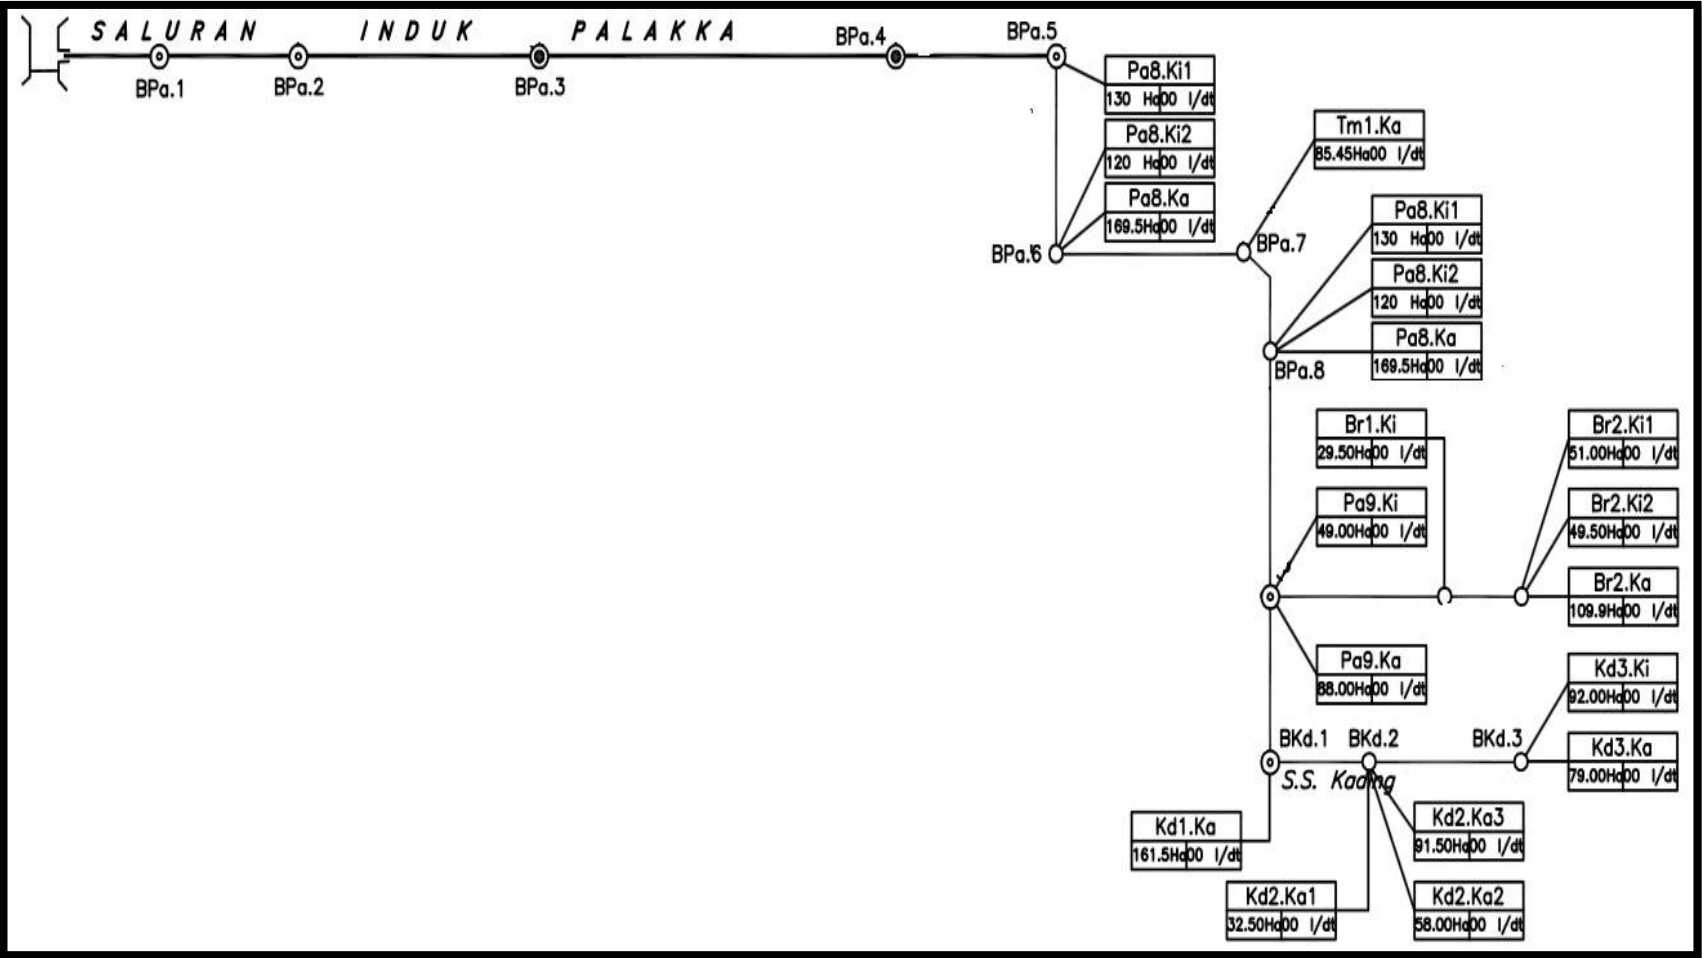 SALURAN INDUK PALAKKA
BPa.1
BPa.2
BPa.3
BPa.4
BPa.5
Pa8.Ki1
130 Ha 00 l/dt
Pa8.Ki2
120 Ha 00 l/dt
Pa8.Ka
169.5Ha 00 l/dt
BPa.6
Tm1.Ka
85.45Ha 00 l/dt
BPa.7
Pa8.Ki1
130 Ha 00 l/dt
Pa8.Ki2
120 Ha 00 l/dt
Pa8.Ka
169.5Ha 00 l/dt
BPa.8
Br1.Ki
29.50Ha 00 l/dt
Pa9.Ki
49.00Ha 00 l/dt
Br2.Ki1
51.00Ha 00 l/dt
Br2.Ki2
49.50Ha 00 l/dt
Br2.Ka
109.9Ha 00 l/dt
Pa9.Ka
88.00Ha 00 l/dt
Kd3.Ki
92.00Ha 00 l/dt
BKd.1
BKd.2
BKd.3
Kd3.Ka
79.00Ha 00 l/dt
S.S. Kading
Kd1.Ka
161.5Ha 00 l/dt
Kd2.Ka3
91.50Ha 00 l/dt
Kd2.Ka1
32.50Ha 00 l/dt
Kd2.Ka2
58.00Ha 00 l/dt